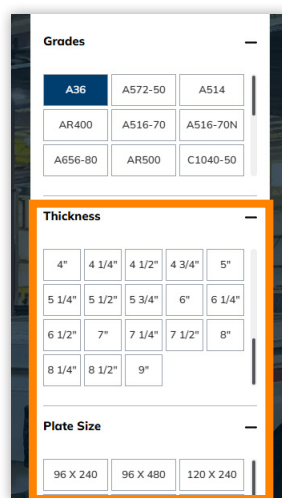 Grades
A36 A572-50 A514
AR400 A516-70 A516-70N
A656-80 AR500 C1040-50
Thickness
4" 4 1/4" 4 1/2" 4 3/4" 5"
5 1/4" 5 1/2" 5 3/4" 6" 6 1/4"
6 1/2" 7" 7 1/4" 7 1/2" 8"
8 1/4" 8 1/2" 9"
Plate Size
96 X 240 96 X 480 120 X 240